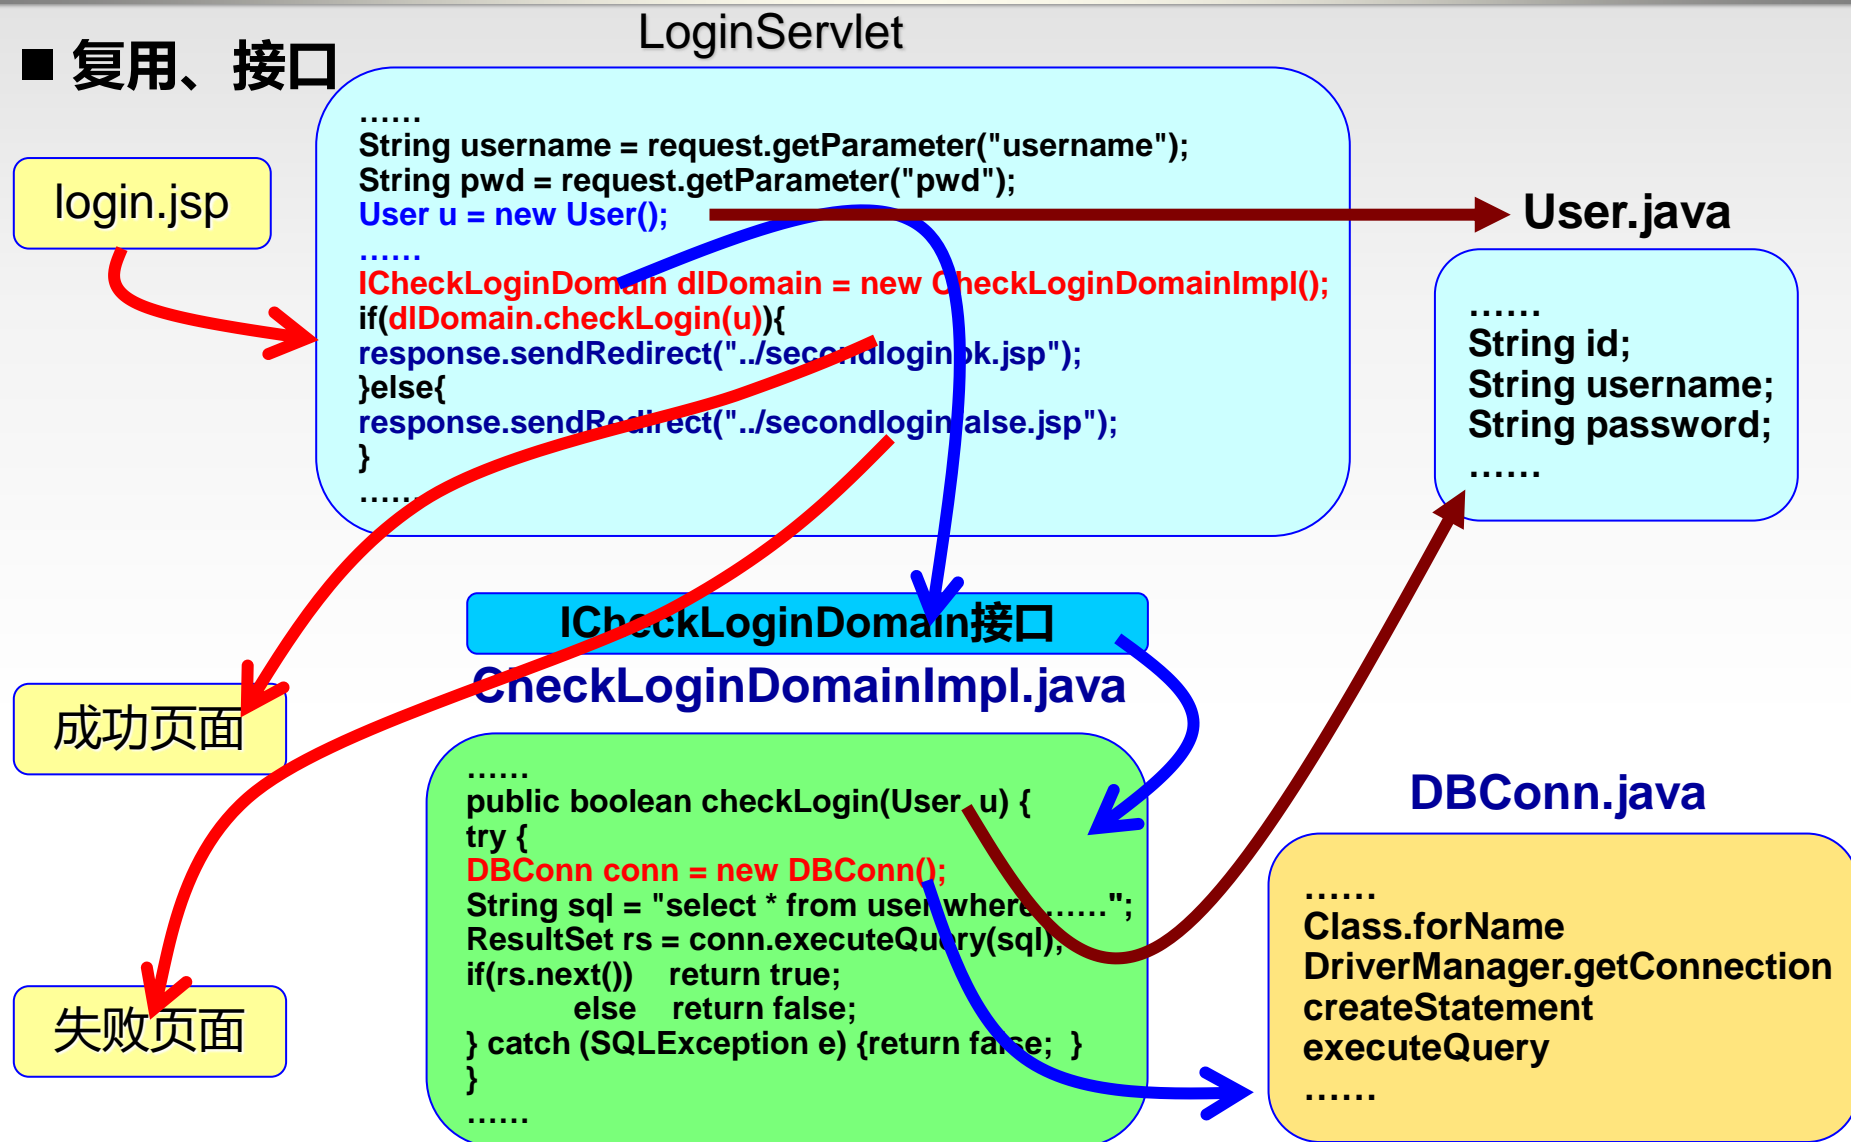 LoginServlet
■ 复用、接口
……
String username = request.getParameter("username");
String pwd = request.getParameter("pwd");
User u = new User();
……
ICheckLoginDomain dlDomain = new CheckLoginDomainImpl();
if(dlDomain.checkLogin(u)){
response.sendRedirect("../secondloginok.jsp");
}else{
response.sendRedirect("../secondloginfalse.jsp");
}
……
login.jsp
User.java
……
String id;
String username;
String password;
……
ICheckLoginDomain接口
CheckLoginDomainImpl.java
成功页面
……
public boolean checkLogin(User u) {
try {
DBConn conn = new DBConn();
String sql = "select * from user where ……";
ResultSet rs = conn.executeQuery(sql);
if(rs.next()) return true;
else return false;
} catch (SQLException e) {return false; }
}
……
失败页面
DBConn.java
……
Class.forName
DriverManager.getConnection
createStatement
executeQuery
……